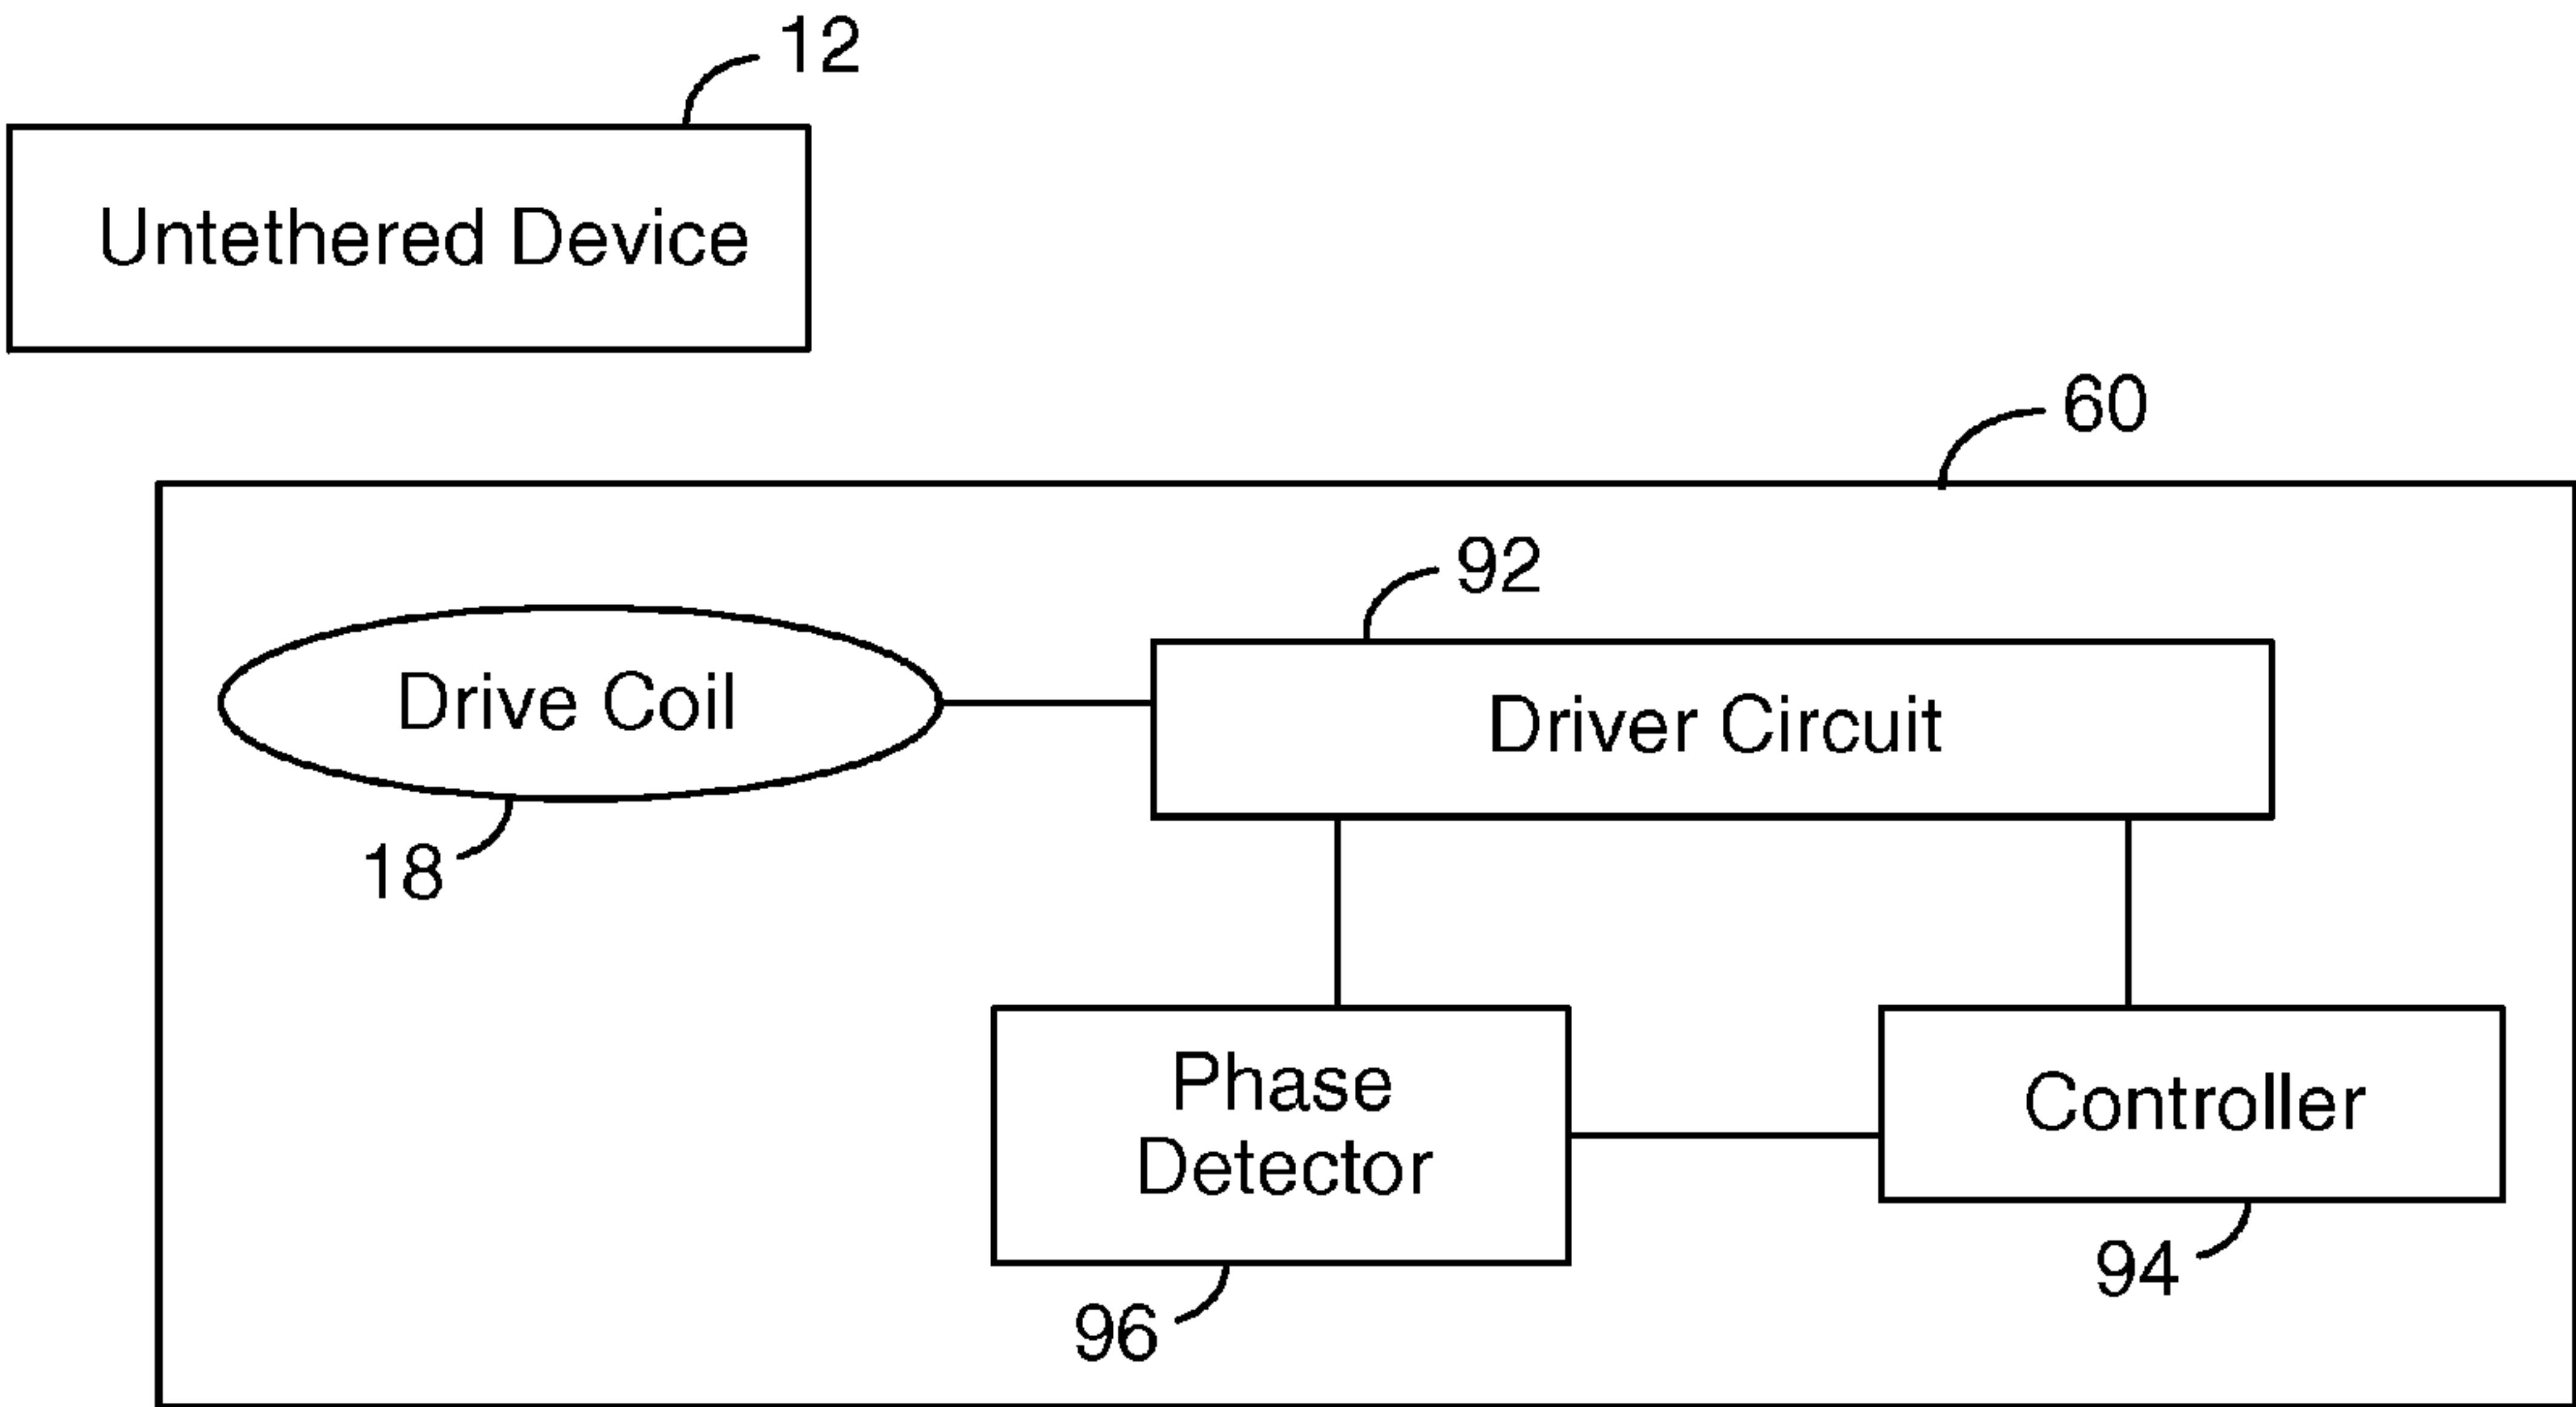 12
Untethered Device
60
92
Drive Coil
Driver Circuit
18
Phase
Detector
Controller
94
96